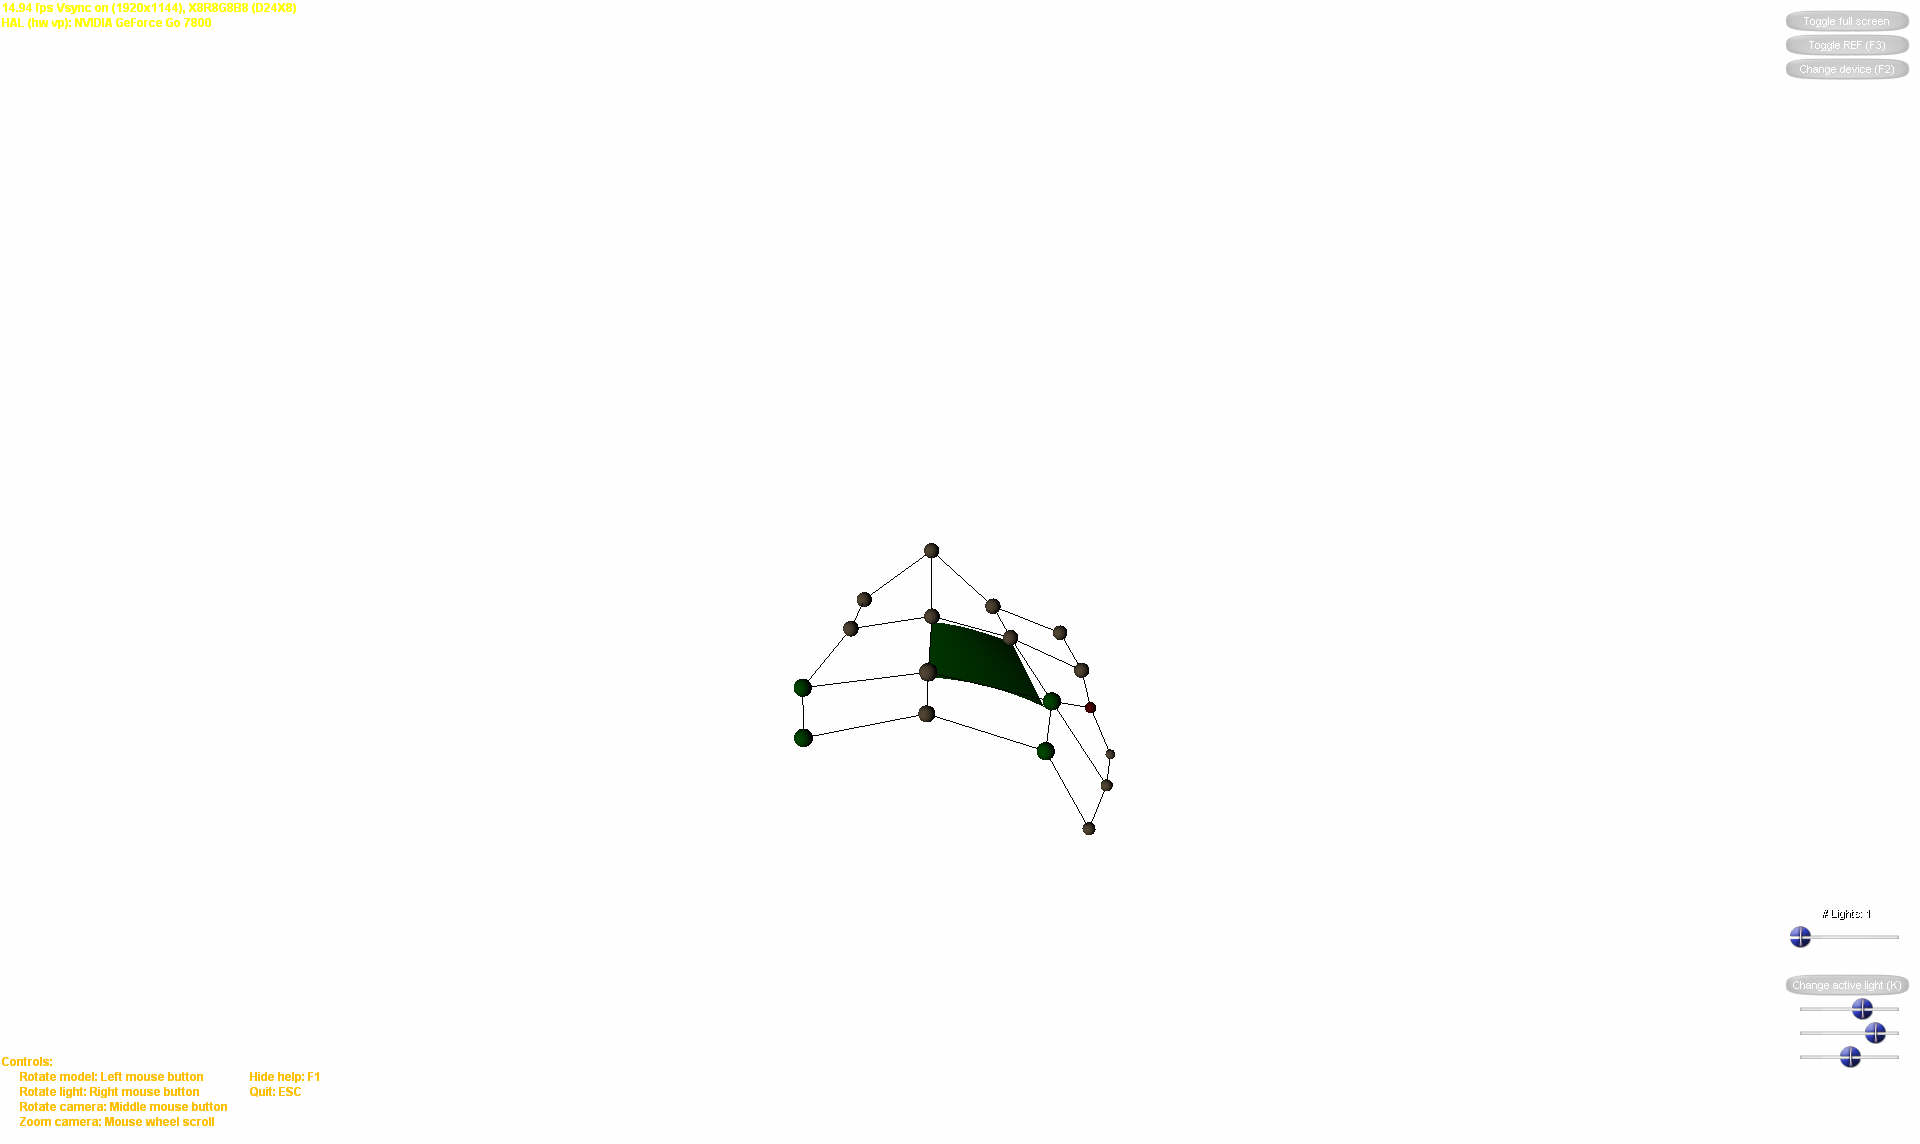 14.94 fps Vsync on (1920x1144), X8R8G8B8 (D24X8)
HAL (hw vp): NVIDIA GeForce Go 7800
Toggle full screen
Toggle REF (F3)
Change device (F2)
# Lights: 1
Change active light (K)
Controls:
Rotate model: Left mouse button
Rotate light: Right mouse button
Rotate camera: Middle mouse button
Zoom camera: Mouse wheel scroll
Hide help: F1
Quit: ESC